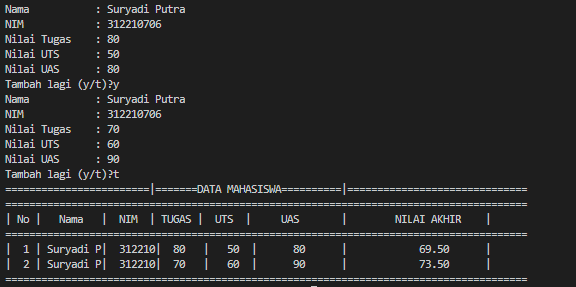 Nama : Suryadi Putra
NIM : 312210706
Nilai Tugas : 80
Nilai UTS : 50
Nilai UAS : 80
Tambah lagi (y/t)?y
Nama : Suryadi Putra
NIM : 312210706
Nilai Tugas : 70
Nilai UTS : 60
Nilai UAS : 90
Tambah lagi (y/t)?t
========================|=======DATA MAHASISWA==========|==============================
=======================================================================================
| No | Nama | NIM | TUGAS | UTS | UAS | NILAI AKHIR |
=======================================================================================
| 1 | Suryadi P| 312210| 80 | 50 | 80 | 69.50 |
| 2 | Suryadi P| 312210| 70 | 60 | 90 | 73.50 |
=======================================================================================